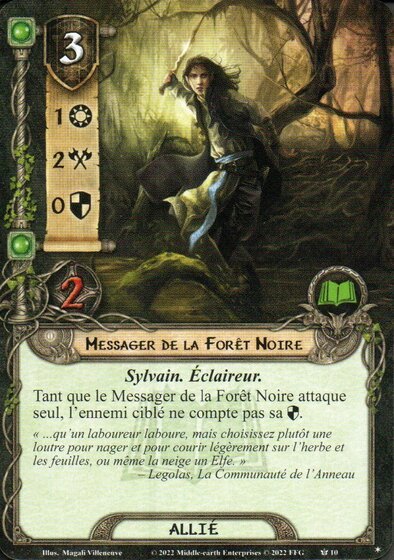 3
1
2
0
2
Messager de la Forêt Noire
Sylvain. Éclaireur.
Tant que le Messager de la Forêt Noire attaque
seul, l'ennemi ciblé ne compte pas sa .
« ...qu'un laboureur laboure, mais choisissez plutôt une
loutre pour nager et pour courir légèrement sur l'herbe et
les feuilles, ou même la neige un Elfe. »
—Legolas, La Communauté de l'Anneau
Allié
Illus. Magali Villeneuve © 2022 Middle-earth Enterprises © 2022 FFG 10